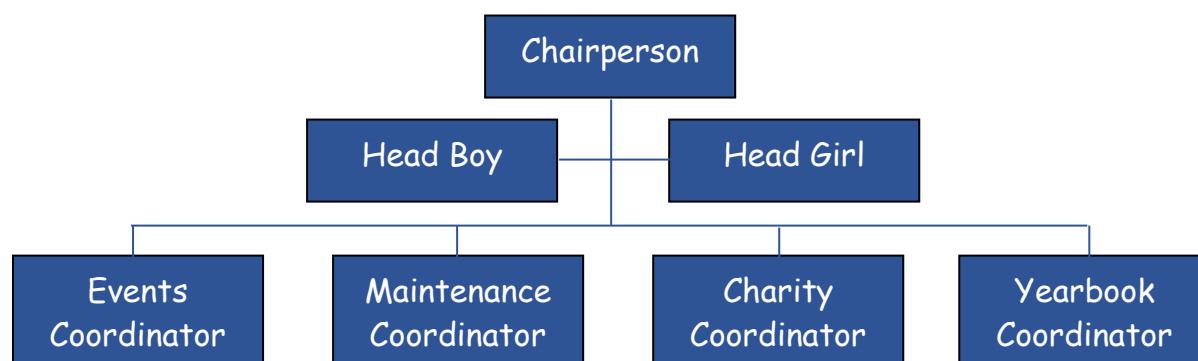 Chairperson
Head Boy
Head Girl
Events
Coordinator
Maintenance
Coordinator
Charity
Coordinator
Yearbook
Coordinator